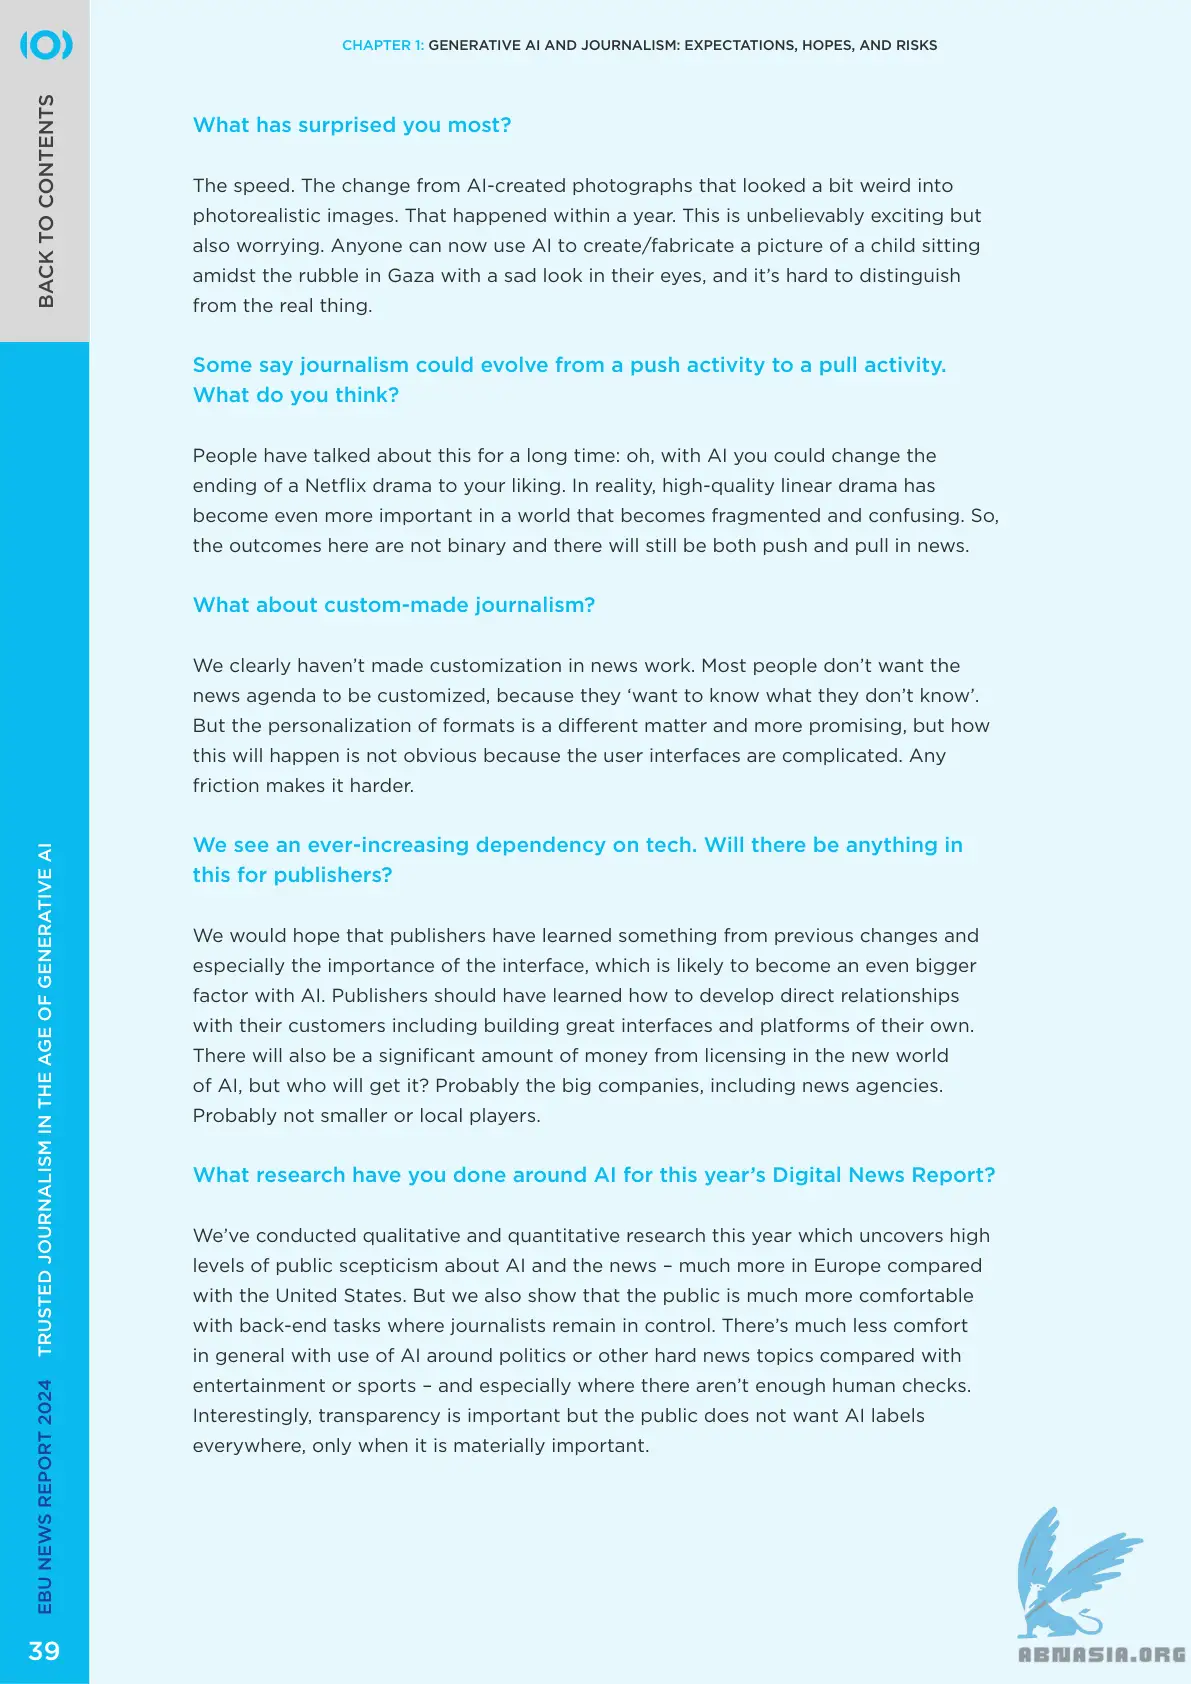 CHAPTER 1: GENERATIVE AI AND JOURNALISM: EXPECTATIONS, HOPES, AND RISKS
BACK TO CONTENTS
What has surprised you most?
The speed. The change from AI-created photographs that looked a bit weird into
photorealistic images. That happened within a year. This is unbelievably exciting but
also worrying. Anyone can now use AI to create/fabricate a picture of a child sitting
amidst the rubble in Gaza with a sad look in their eyes, and it’s hard to distinguish
from the real thing.
Some say journalism could evolve from a push activity to a pull activity.
What do you think?
People have talked about this for a long time: oh, with AI you could change the
ending of a Netflix drama to your liking. In reality, high-quality linear drama has
become even more important in a world that becomes fragmented and confusing. So,
the outcomes here are not binary and there will still be both push and pull in news.
What about custom-made journalism?
We clearly haven’t made customization in news work. Most people don’t want the
news agenda to be customized, because they ‘want to know what they don’t know’.
But the personalization of formats is a different matter and more promising, but how
this will happen is not obvious because the user interfaces are complicated. Any
friction makes it harder.
We see an ever-increasing dependency on tech. Will there be anything in
this for publishers?
We would hope that publishers have learned something from previous changes and
especially the importance of the interface, which is likely to become an even bigger
factor with AI. Publishers should have learned how to develop direct relationships
with their customers including building great interfaces and platforms of their own.
There will also be a significant amount of money from licensing in the new world
of AI, but who will get it? Probably the big companies, including news agencies.
Probably not smaller or local players.
What research have you done around AI for this year’s Digital News Report?
We’ve conducted qualitative and quantitative research this year which uncovers high
levels of public scepticism about AI and the news – much more in Europe compared
with the United States. But we also show that the public is much more comfortable
with back-end tasks where journalists remain in control. There’s much less comfort
in general with use of AI around politics or other hard news topics compared with
entertainment or sports – and especially where there aren’t enough human checks.
Interestingly, transparency is important but the public does not want AI labels
everywhere, only when it is materially important.
EBU NEWS REPORT 2024 TRUSTED JOURNALISM IN THE AGE OF GENERATIVE AI
39
ABNASIA.ORG